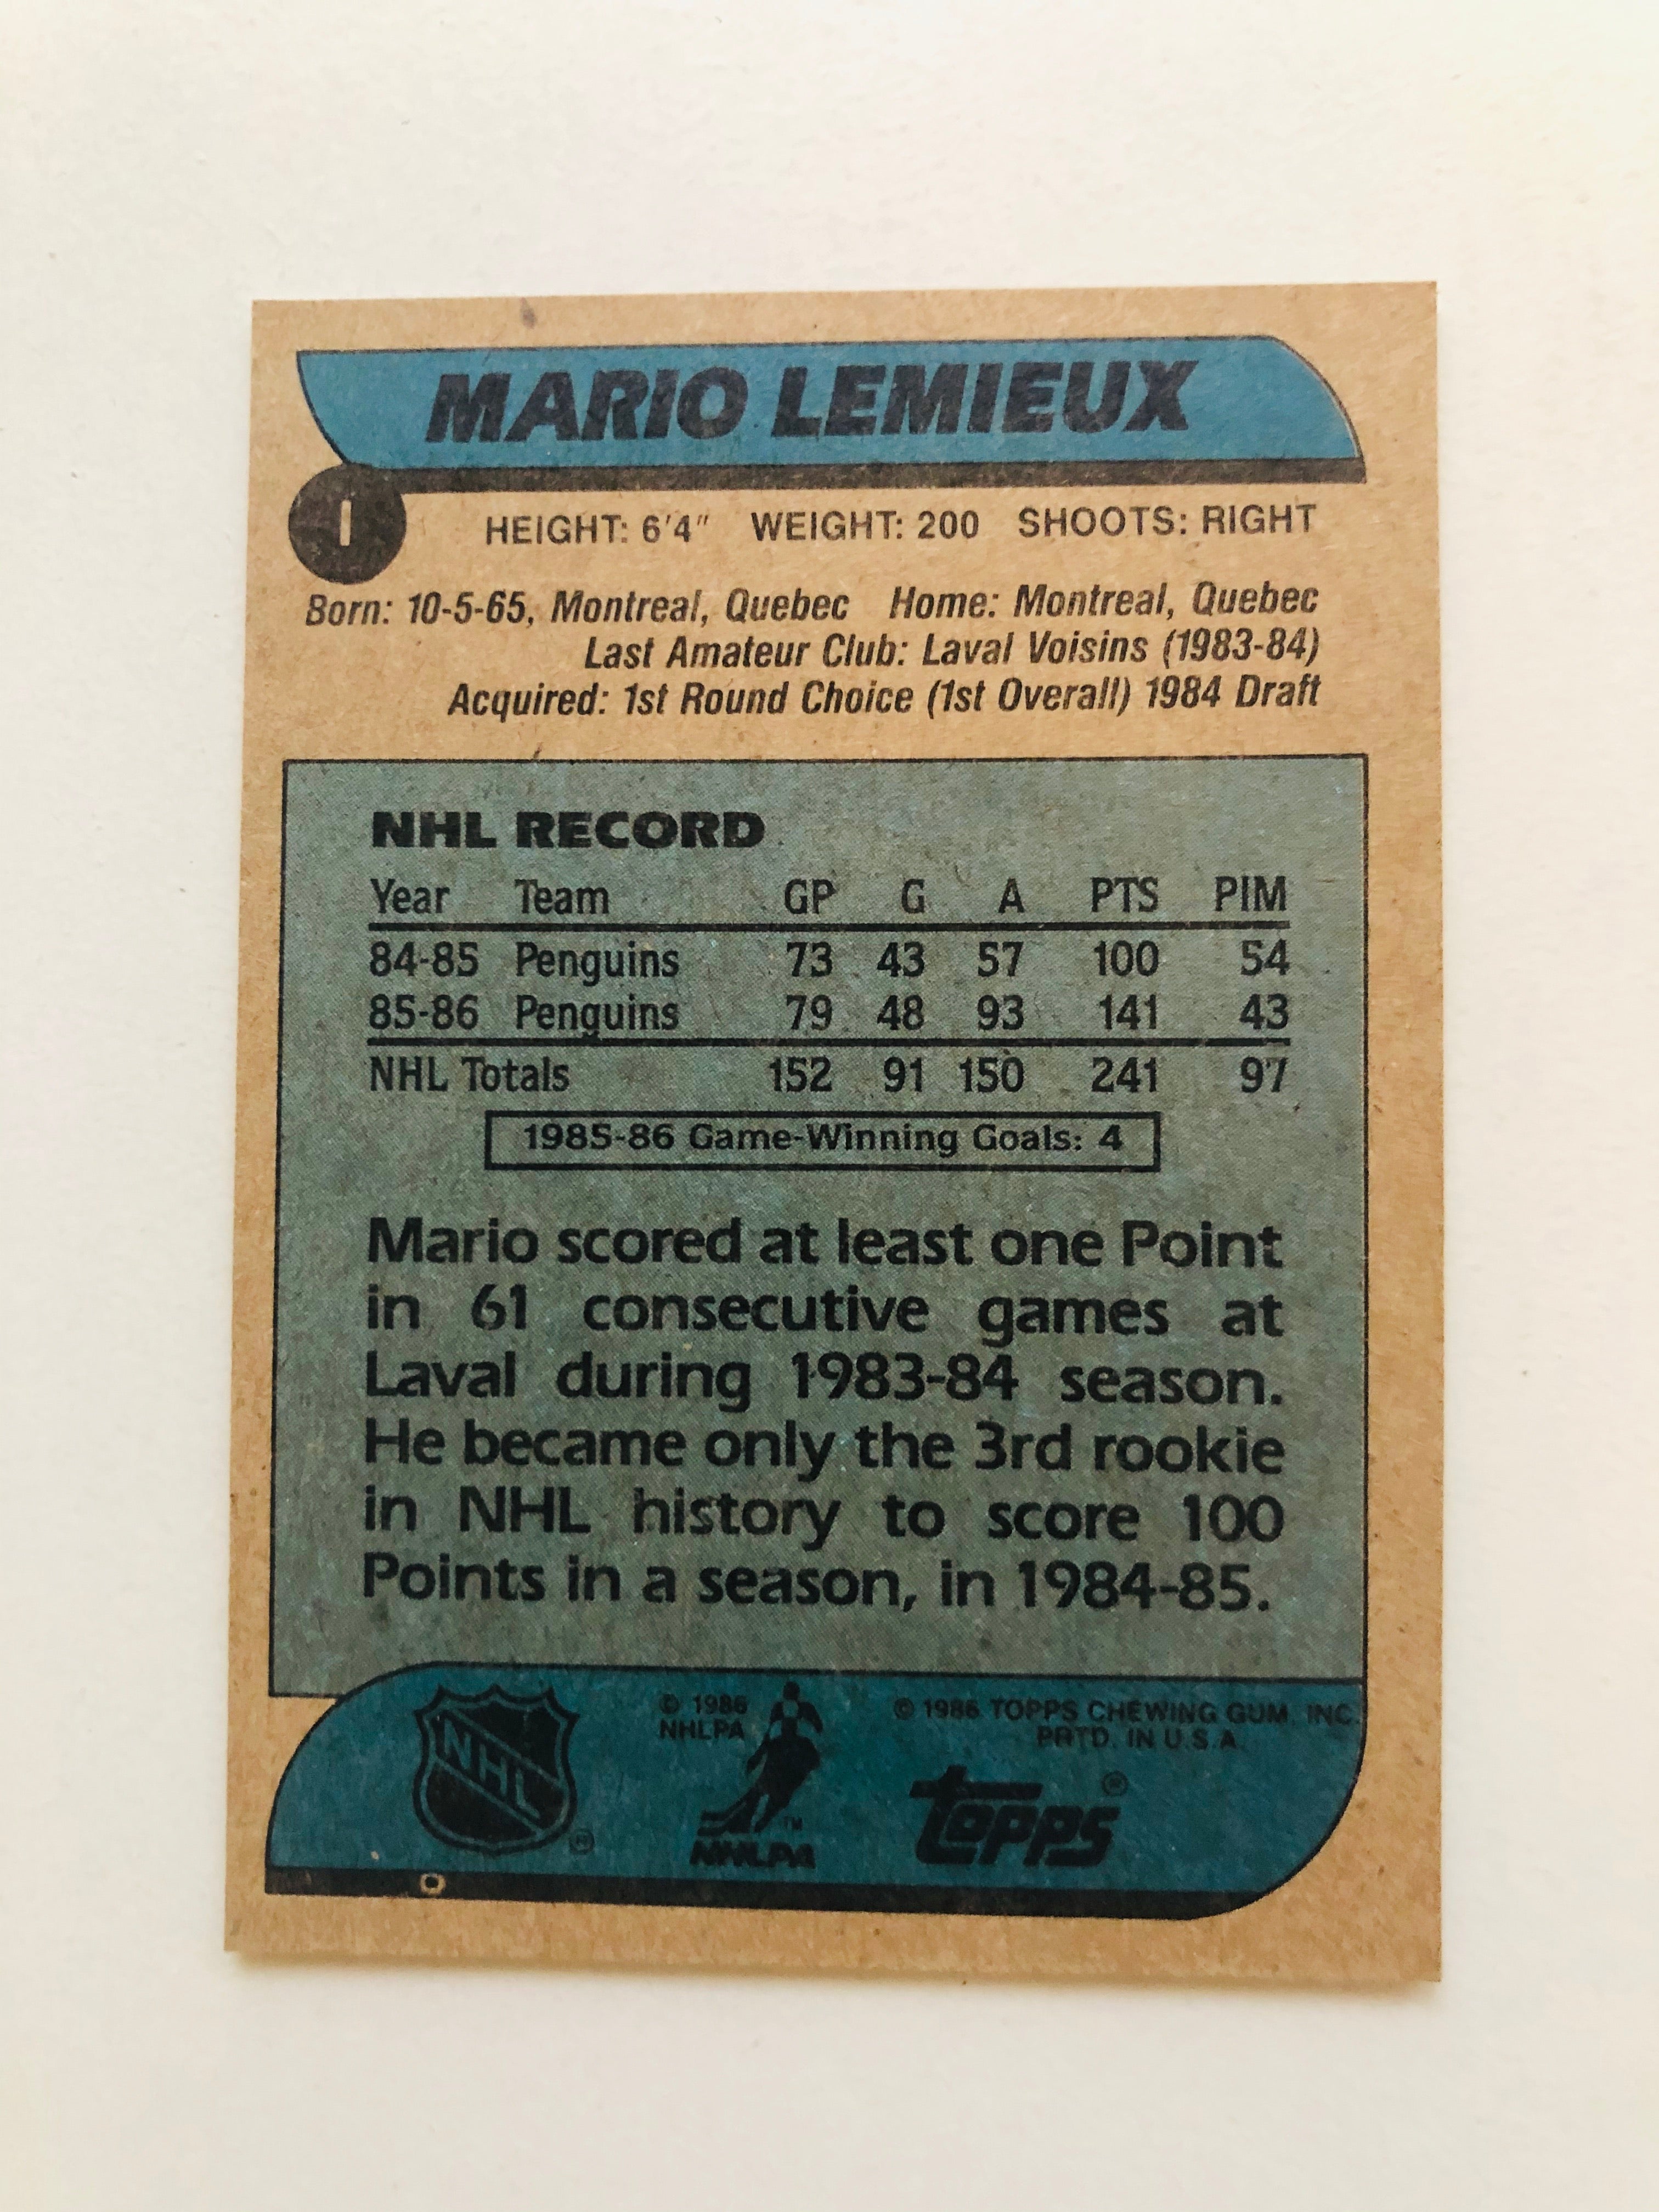 MARIO LEMIEUX
1
HEIGHT: 6'4" WEIGHT: 200 SHOOTS: RIGHT
Born: 10-5-65, Montreal, Quebec Home: Montreal, Quebec
Last Amateur Club: Laval Voisins (1983-84)
Acquired: 1st Round Choice (1st Overall) 1984 Draft
NHL RECORD
Year Team GP G A PTS PIM
84-85 Penguins 73 43 57 100 54
85-86 Penguins 79 48 93 141 43
NHL Totals 152 91 150 241 97
1985-86 Game-Winning Goals: 4
Mario scored at least one Point
in 61 consecutive games at
Laval during 1983-84 season.
He became only the 3rd rookie
in NHL history to score 100
Points in a season, in 1984-85.
NHL ®
© 1986
NHLPA
TM
NHLPA
© 1986 TOPPS CHEWING GUM, INC.
PRTD. IN U.S.A.
topps ®